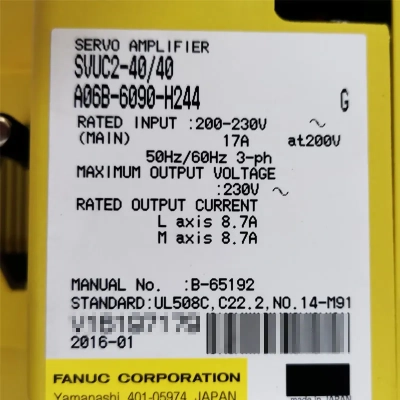 SERVO AMPLIFIER
SVUC2-40/40
A06B-6090-H244 G
RATED INPUT :200-230V ～
(MAIN) 17A at200V
50Hz/60Hz 3-ph
MAXIMUM OUTPUT VOLTAGE
:230V ～
RATED OUTPUT CURRENT
L axis 8.7A
M axis 8.7A
MANUAL No. :B-65192
STANDARD:UL508C,C22.2,NO.14-M91
2016-01
FANUC CORPORATION
Yamanashi 401-05974 JAPAN
made in JAPAN